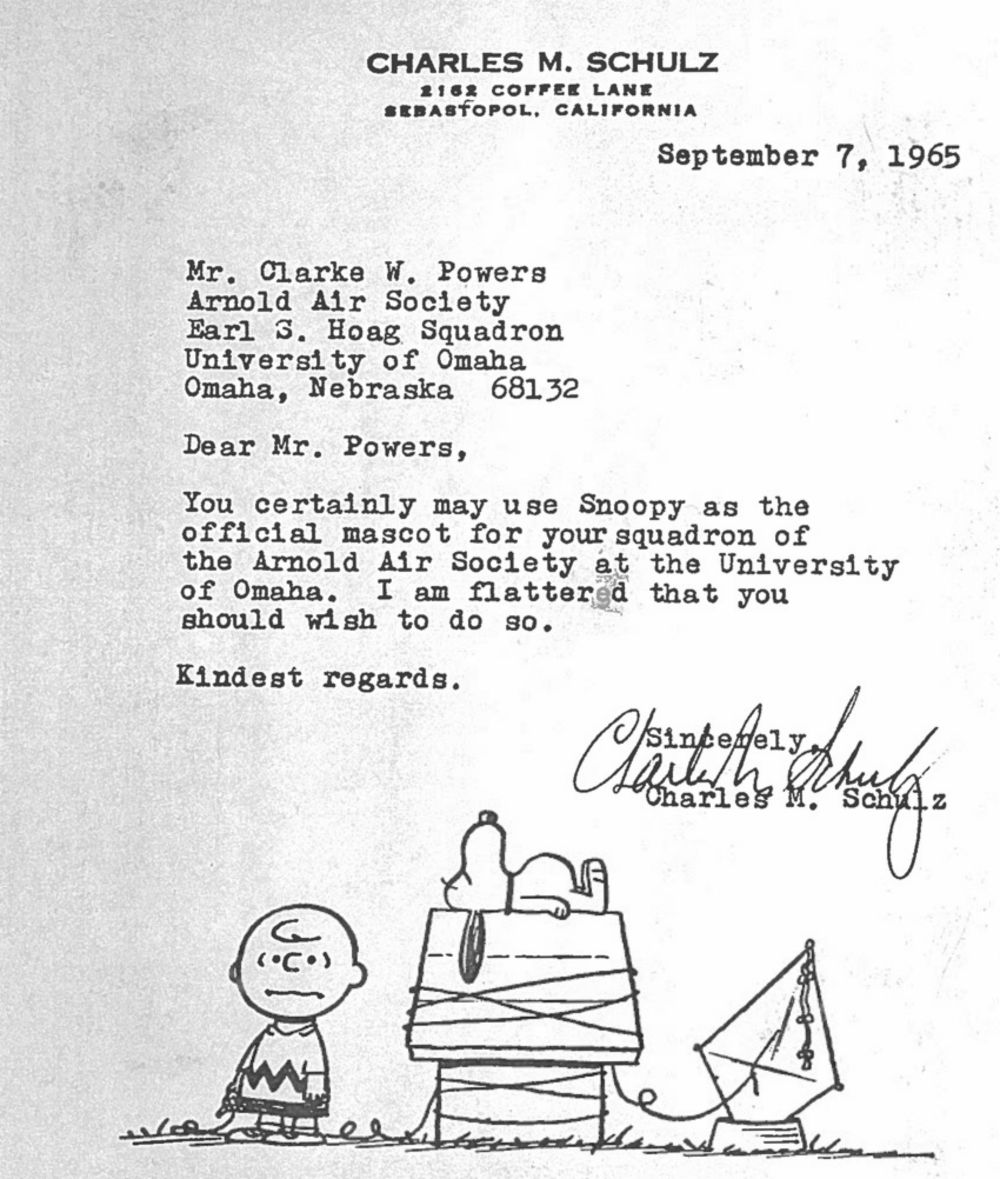 CHARLES M. SCHULZ
2162 COFFEE LANE
SEBASTOPOL, CALIFORNIA
September 7, 1965
Mr. Clarke W. Powers
Arnold Air Society
Earl S. Hoag Squadron
University of Omaha
Omaha, Nebraska 68132
Dear Mr. Powers,
You certainly may use Snoopy as the
official mascot for your squadron of
the Arnold Air Society at the University
of Omaha. I am flattered that you
should wish to do so.
Kindest regards.
Sincerely,
Charles M Schulz
Charles M. Schulz